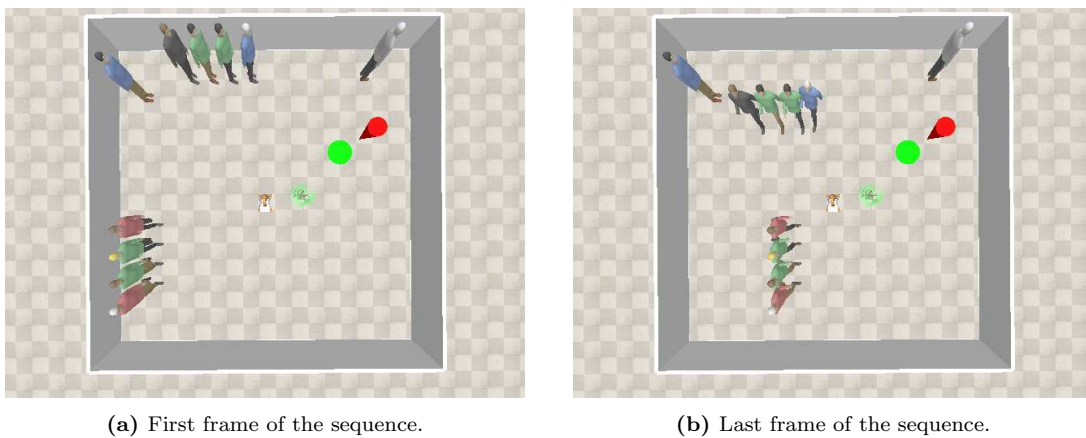 (a) First frame of the sequence.
(b) Last frame of the sequence.